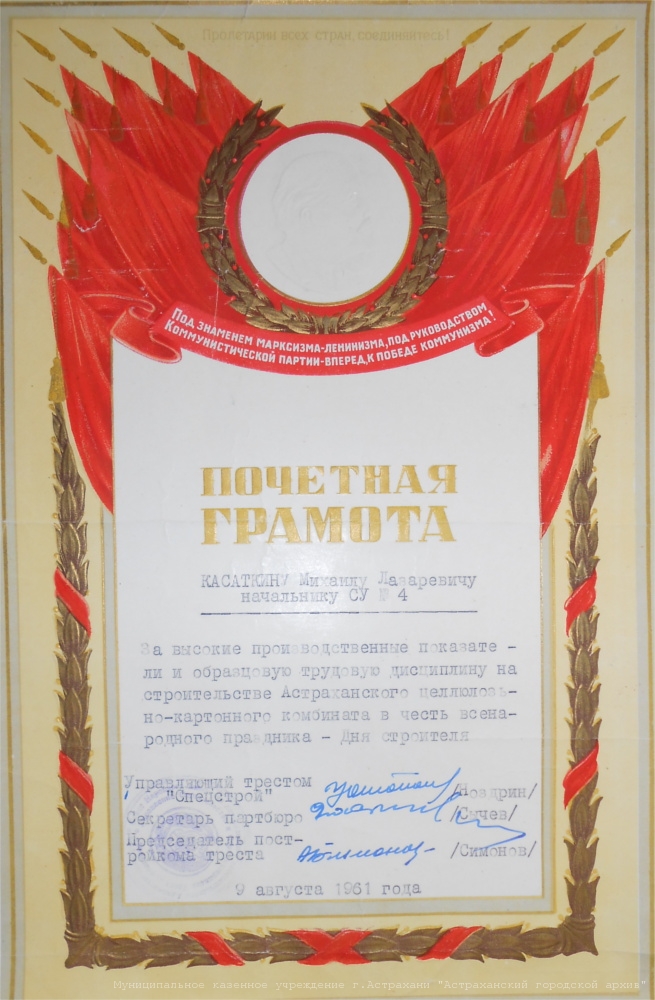 Пролетарии всех стран, соединяйтесь!
ПОД ЗНАМЕНЕМ МАРКСИЗМА-ЛЕНИНИЗМА, ПОД РУКОВОДСТВОМ
КОММУНИСТИЧЕСКОЙ ПАРТИИ-ВПЕРЕД, К ПОБЕДЕ КОММУНИЗМА!
ПОЧЕТНАЯ
ГРАМОТА
КАСАТКИНУ Михаилу Лазаревичу
начальнику СУ № 4
За высокие производственные показате -
ли и образцовую трудовую дисциплину на
строительстве Астраханского целлюлоз-
но-картонного комбината в честь всена-
родного праздника - Дня строителя
Управляющий трестом
"Спецстрой" /Ноздрин/
Секретарь партбюро /Сычев/
Председатель пост-
ройкома треста /Симонов/
9 августа 1961 года
Муниципальное казенное учреждение г.Астрахани "Астраханский городской архив"